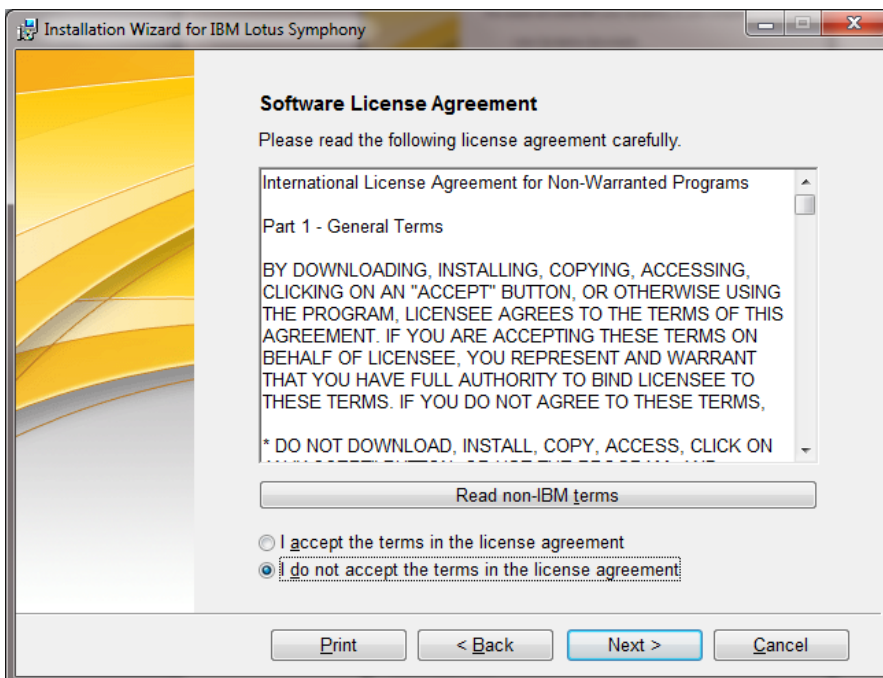 Installation Wizard for IBM Lotus Symphony
Software License Agreement
Please read the following license agreement carefully.
International License Agreement for Non-Warranted Programs
Part 1 - General Terms
BY DOWNLOADING, INSTALLING, COPYING, ACCESSING,
CLICKING ON AN "ACCEPT" BUTTON, OR OTHERWISE USING
THE PROGRAM, LICENSEE AGREES TO THE TERMS OF THIS
AGREEMENT. IF YOU ARE ACCEPTING THESE TERMS ON
BEHALF OF LICENSEE, YOU REPRESENT AND WARRANT
THAT YOU HAVE FULL AUTHORITY TO BIND LICENSEE TO
THESE TERMS. IF YOU DO NOT AGREE TO THESE TERMS,
* DO NOT DOWNLOAD, INSTALL, COPY, ACCESS, CLICK ON
Read non-IBM terms
I accept the terms in the license agreement
I do not accept the terms in the license agreement
Print
< Back
Next >
Cancel